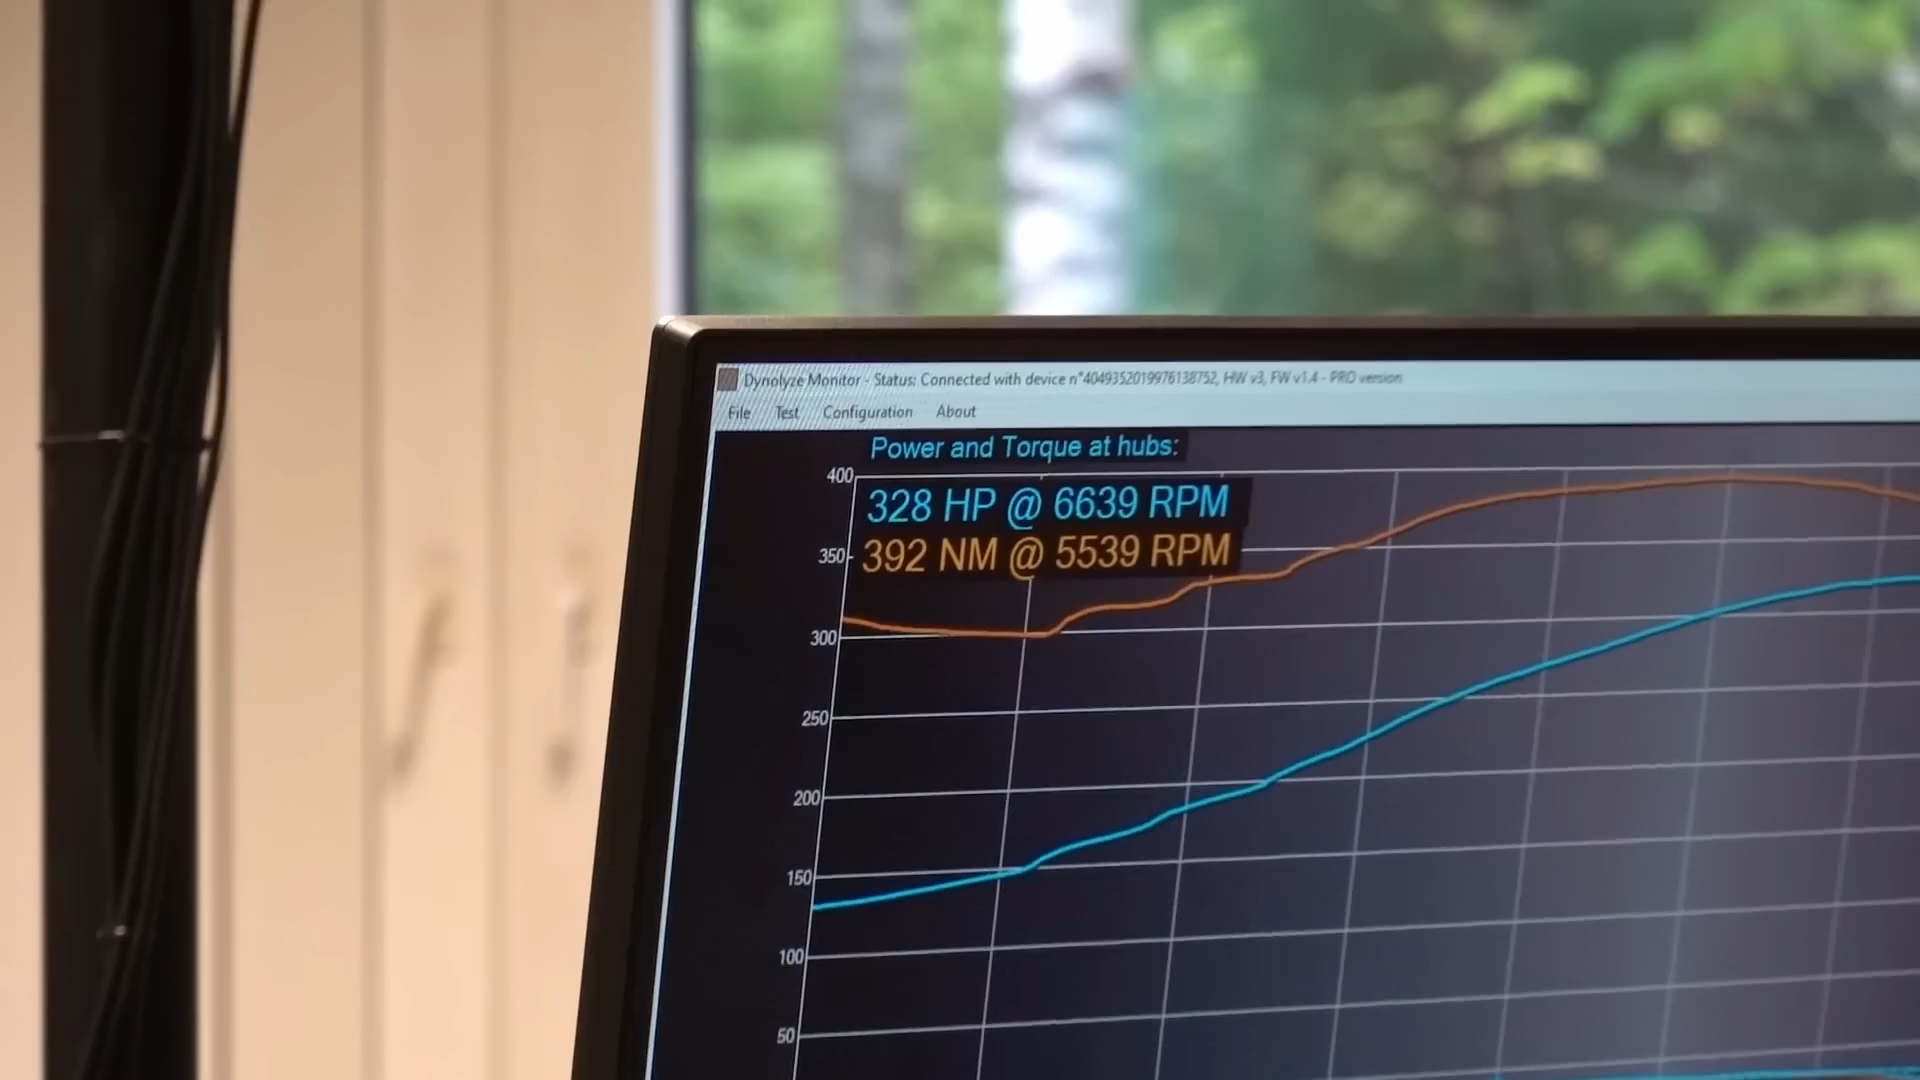 Dynolyze Monitor - Status: Connected with device n°4049352019976138752, HW v3, FW v1.4 - PRO version
File Test Configuration About
Power and Torque at hubs:
400
328 HP @ 6639 RPM
392 NM @ 5539 RPM
350
300
250
200
150
100
50